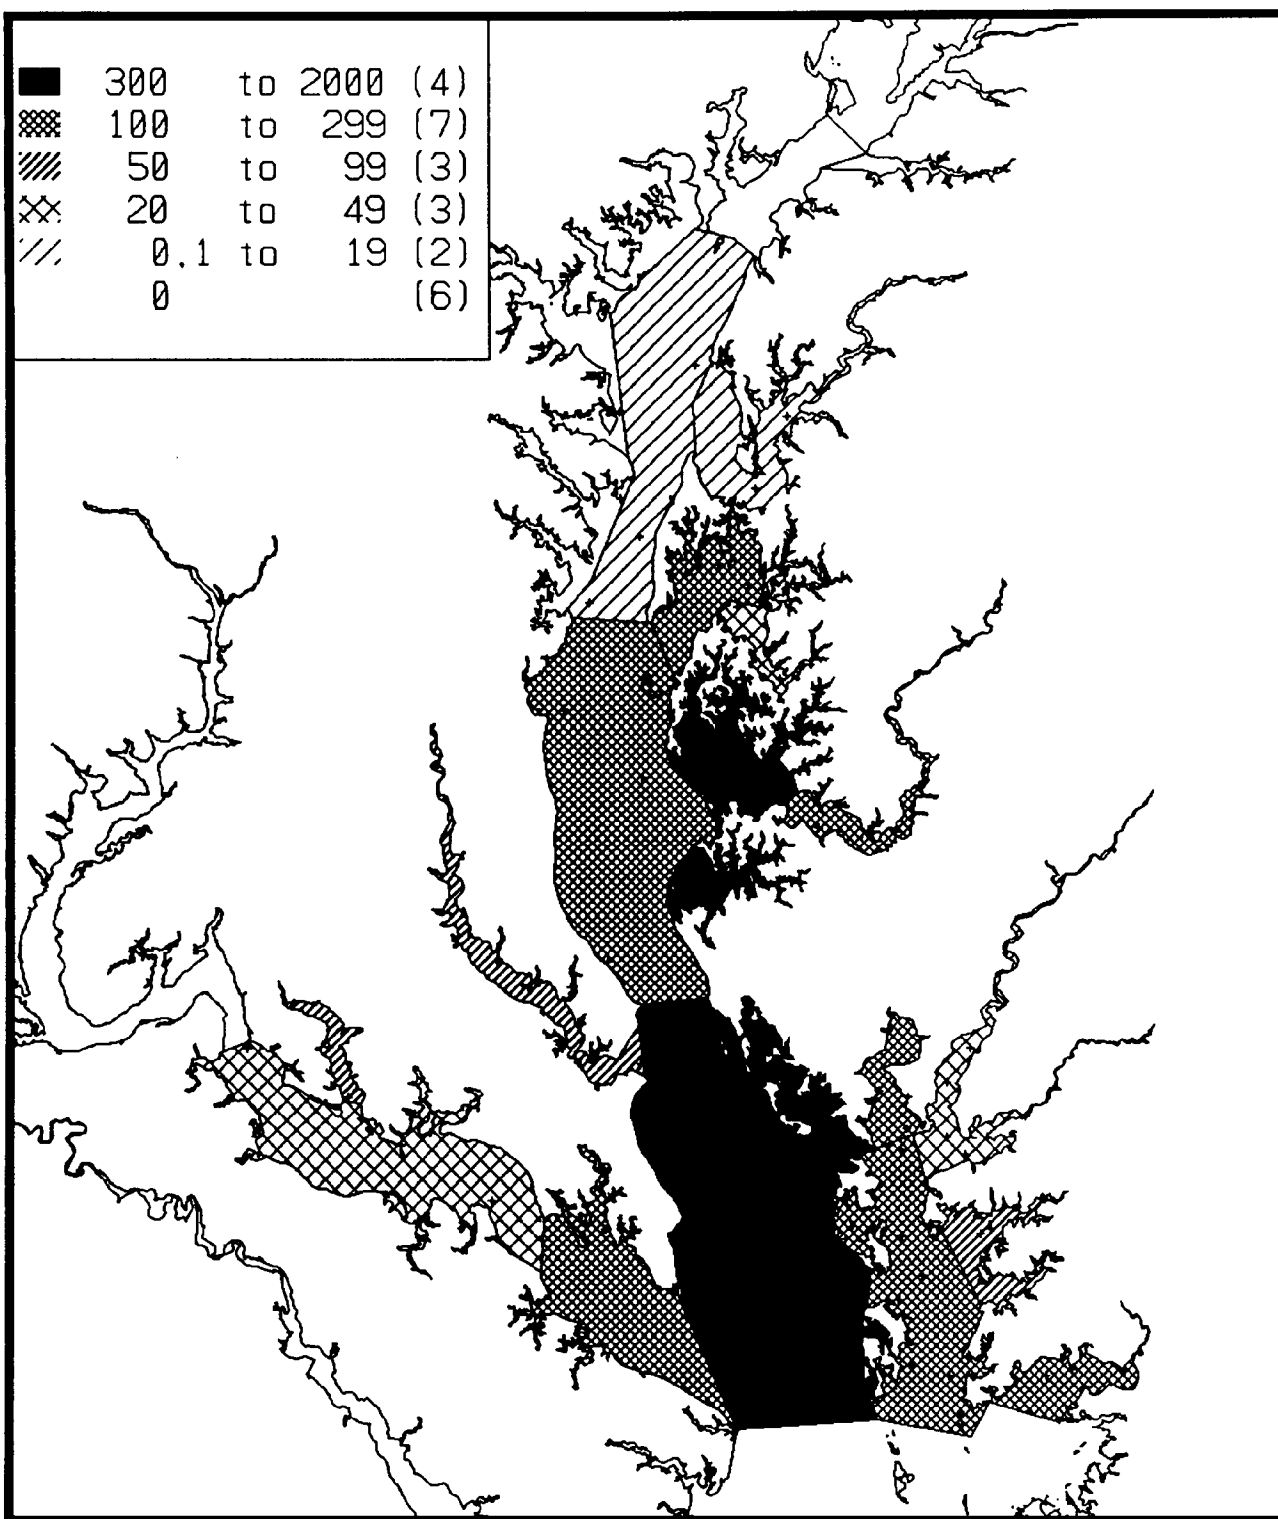 300 to 2000 (4)
100 to 299 (7)
50 to 99 (3)
20 to 49 (3)
0.1 to 19 (2)
0 (6)